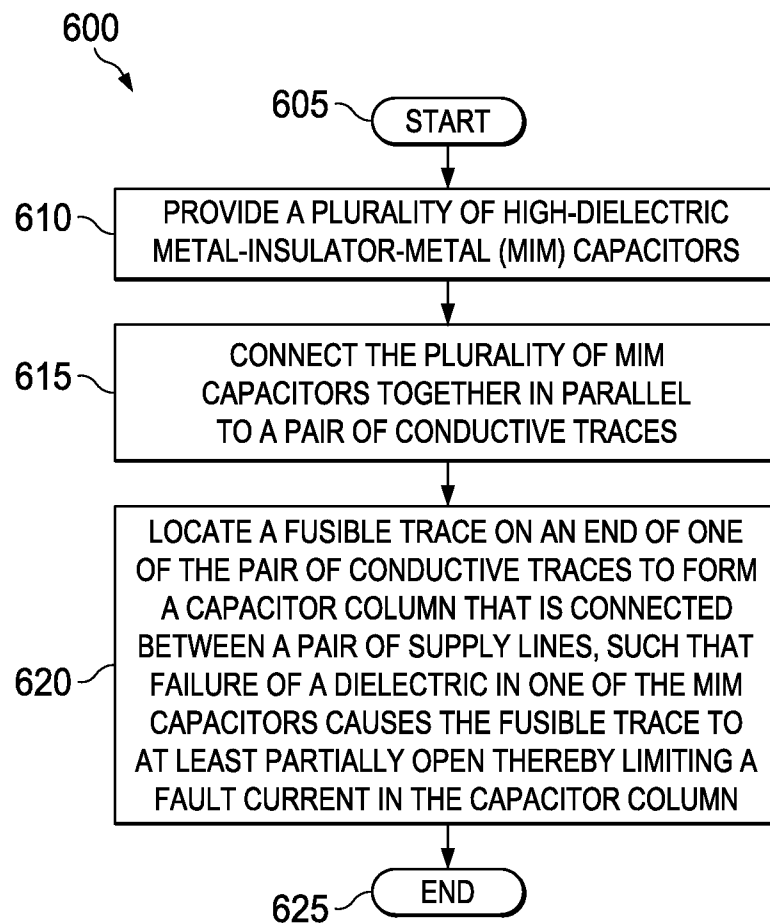 600
605
START
610
PROVIDE A PLURALITY OF HIGH-DIELECTRIC
METAL-INSULATOR-METAL (MIM) CAPACITORS
615
CONNECT THE PLURALITY OF MIM
CAPACITORS TOGETHER IN PARALLEL
TO A PAIR OF CONDUCTIVE TRACES
620
LOCATE A FUSIBLE TRACE ON AN END OF ONE
OF THE PAIR OF CONDUCTIVE TRACES TO FORM
A CAPACITOR COLUMN THAT IS CONNECTED
BETWEEN A PAIR OF SUPPLY LINES, SUCH THAT
FAILURE OF A DIELECTRIC IN ONE OF THE MIM
CAPACITORS CAUSES THE FUSIBLE TRACE TO
AT LEAST PARTIALLY OPEN THEREBY LIMITING A
FAULT CURRENT IN THE CAPACITOR COLUMN
625
END